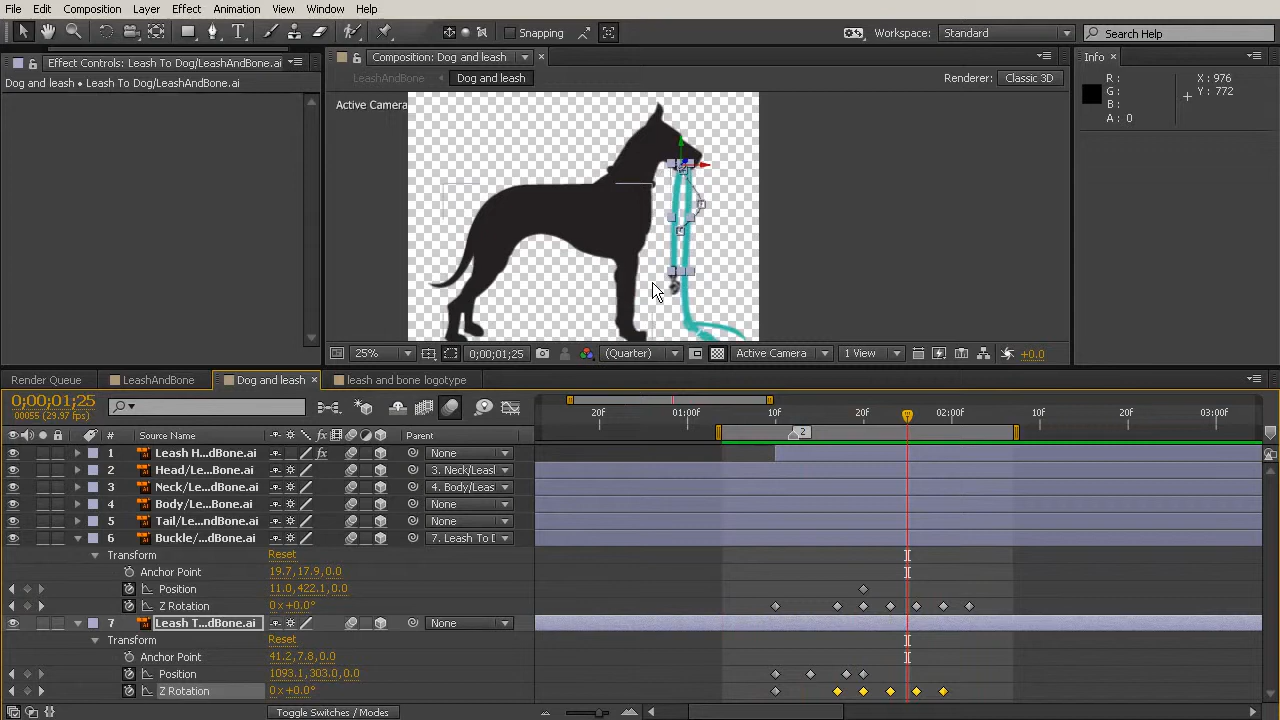 File Edit Composition Layer Effect Animation View Window Help
Snapping Workspace: Standard Search Help
Effect Controls: Leash To Dog/LeashAndBone.ai Composition: Dog and leash Info
Dog and leash • Leash To Dog/LeashAndBone.ai LeashAndBone Dog and leash Renderer: Classic 3D R: X : 976
G: Y : 772
B:
Active Camera A : 0
25% 0;00;01;25 (Quarter) Active Camera 1 View +0.0
Render Queue LeashAndBone Dog and leash leash and bone logotype
0;00;01;25
00055 (29.97 fps) 20F 01:00F 10F 20F 02:00F 10F 20F 03:00F
# Source Name fx Parent 2
1 Leash H...dBone.ai fx None
2 Head/Le...Bone.ai 3. Neck/Leasl
3 Neck/Le...dBone.ai 4. Body/Leas
4 Body/Le...Bone.ai None
5 Tail/Le...ndBone.ai None
6 Buckle/...dBone.ai 7. Leash To D
Transform Reset
Anchor Point 19.7,17.9,0.0
Position 11.0,422.1,0.0
Z Rotation 0x+0.0°
7 Leash T...dBone.ai None
Transform Reset
Anchor Point 41.2,7.8,0.0
Position 1093.1,303.0,0.0
Z Rotation 0x+0.0°
Toggle Switches / Modes